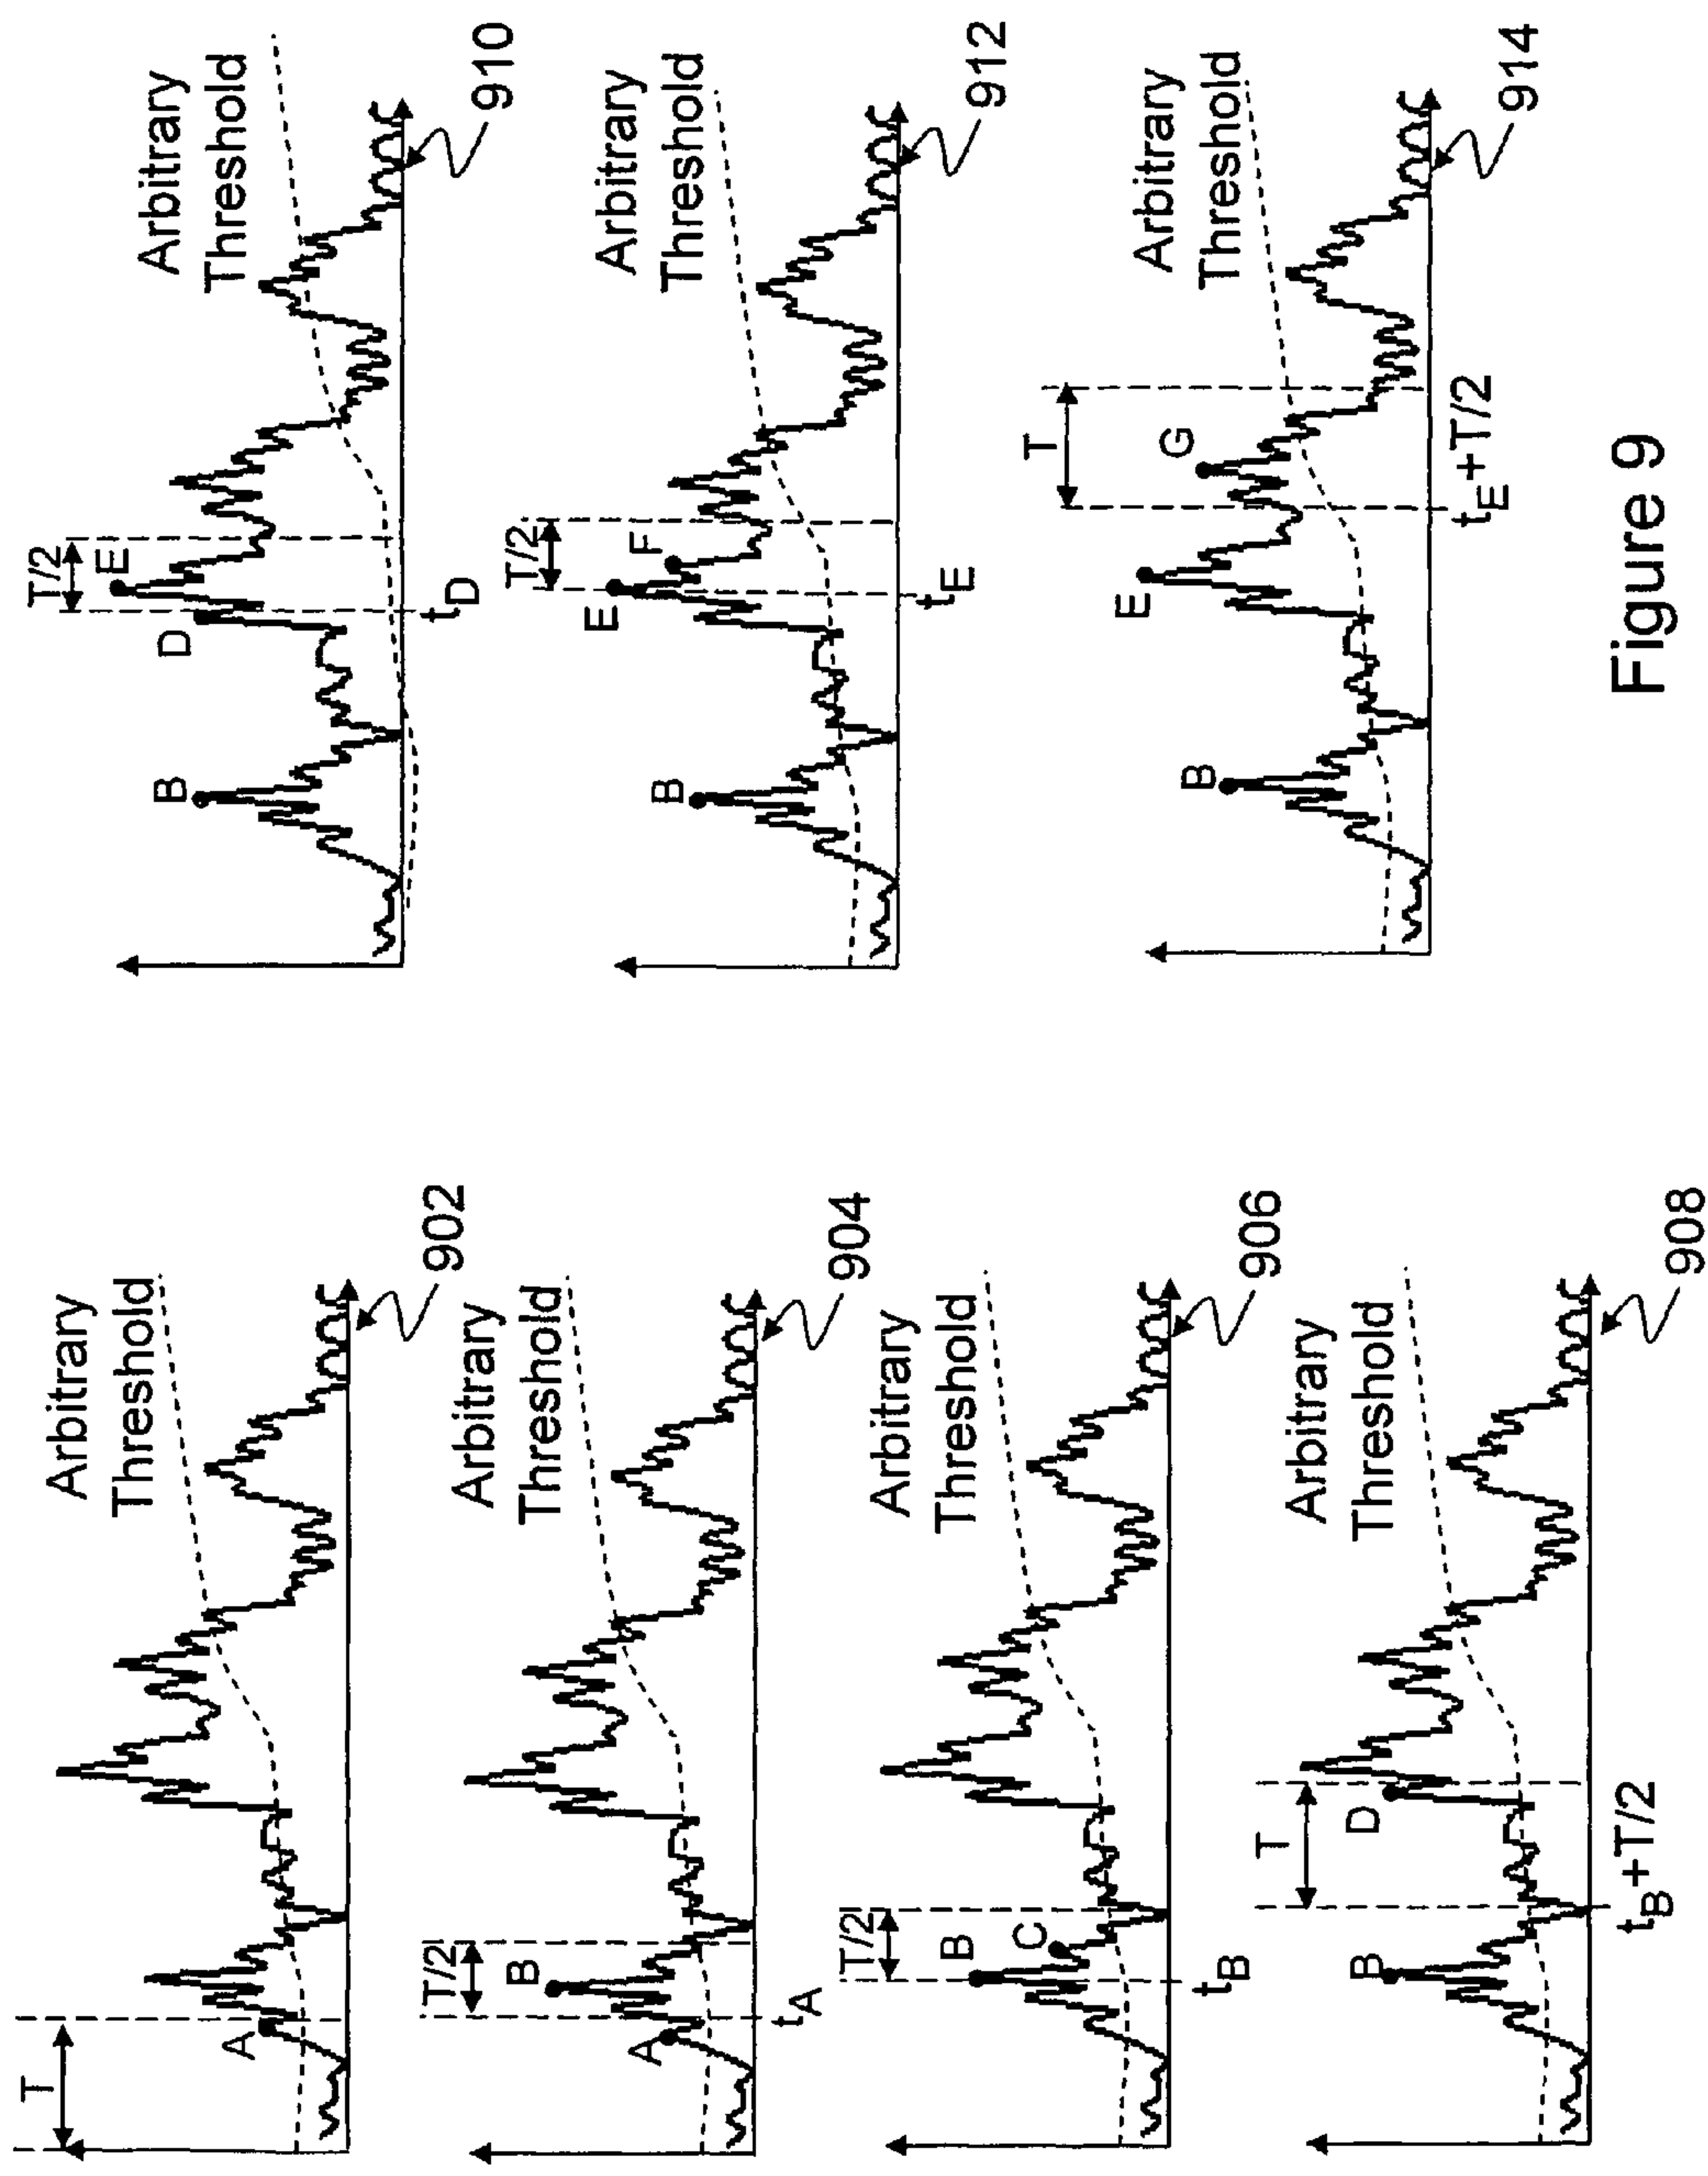 T
A
Arbitrary
Threshold
902
T/2
A
B
tA
Arbitrary
Threshold
904
T/2
B
C
tB
Arbitrary
Threshold
906
T
B
D
tB+T/2
Arbitrary
Threshold
908
T/2
B
D
E
tD
Arbitrary
Threshold
910
T/2
B
E
F
tE
Arbitrary
Threshold
912
T
B
E
G
tE+T/2
Arbitrary
Threshold
914
Figure 9